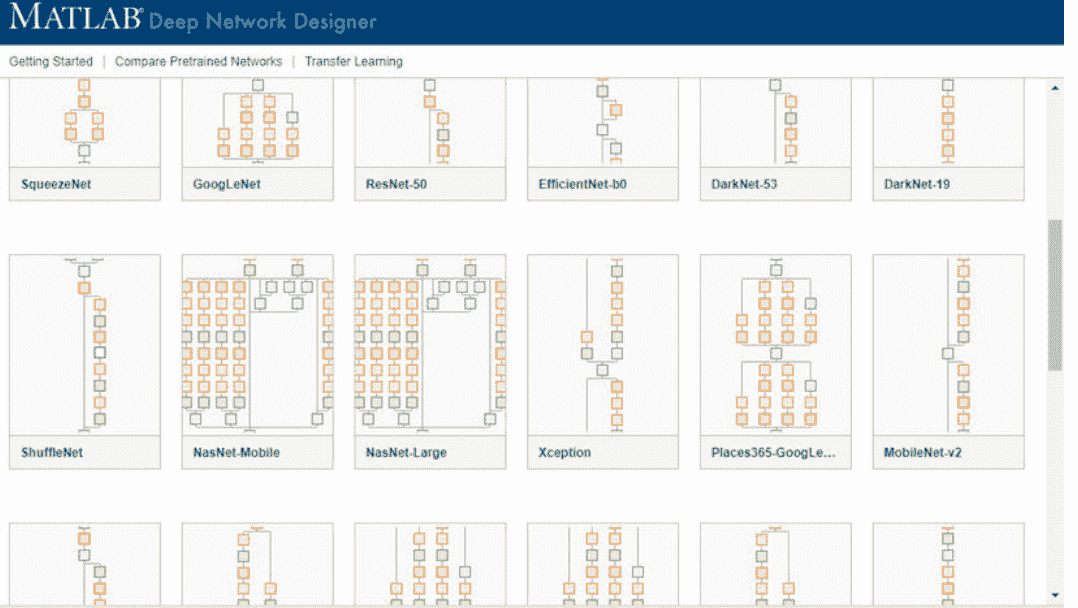 MATLAB® Deep Network Designer
Getting Started | Compare Pretrained Networks | Transfer Learning
SqueezeNet GoogLeNet ResNet-50 EfficientNet-b0 DarkNet-53 DarkNet-19
ShuffleNet NasNet-Mobile NasNet-Large Xception Places365-GoogLe... MobileNet-v2